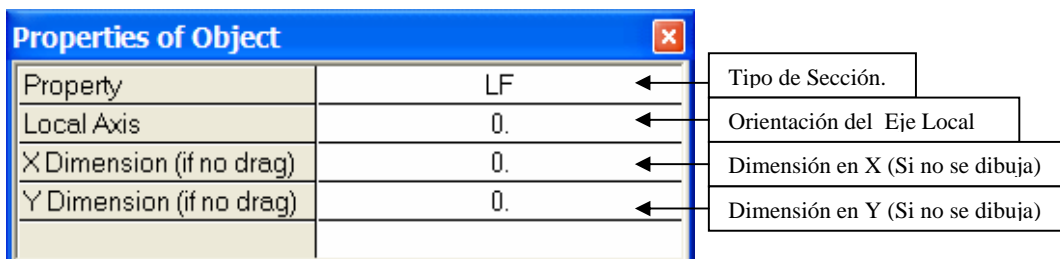 Properties of Object
Property LF Tipo de Sección.
Local Axis 0. Orientación del Eje Local
X Dimension (if no drag) 0. Dimensión en X (Si no se dibuja)
Y Dimension (if no drag) 0. Dimensión en Y (Si no se dibuja)